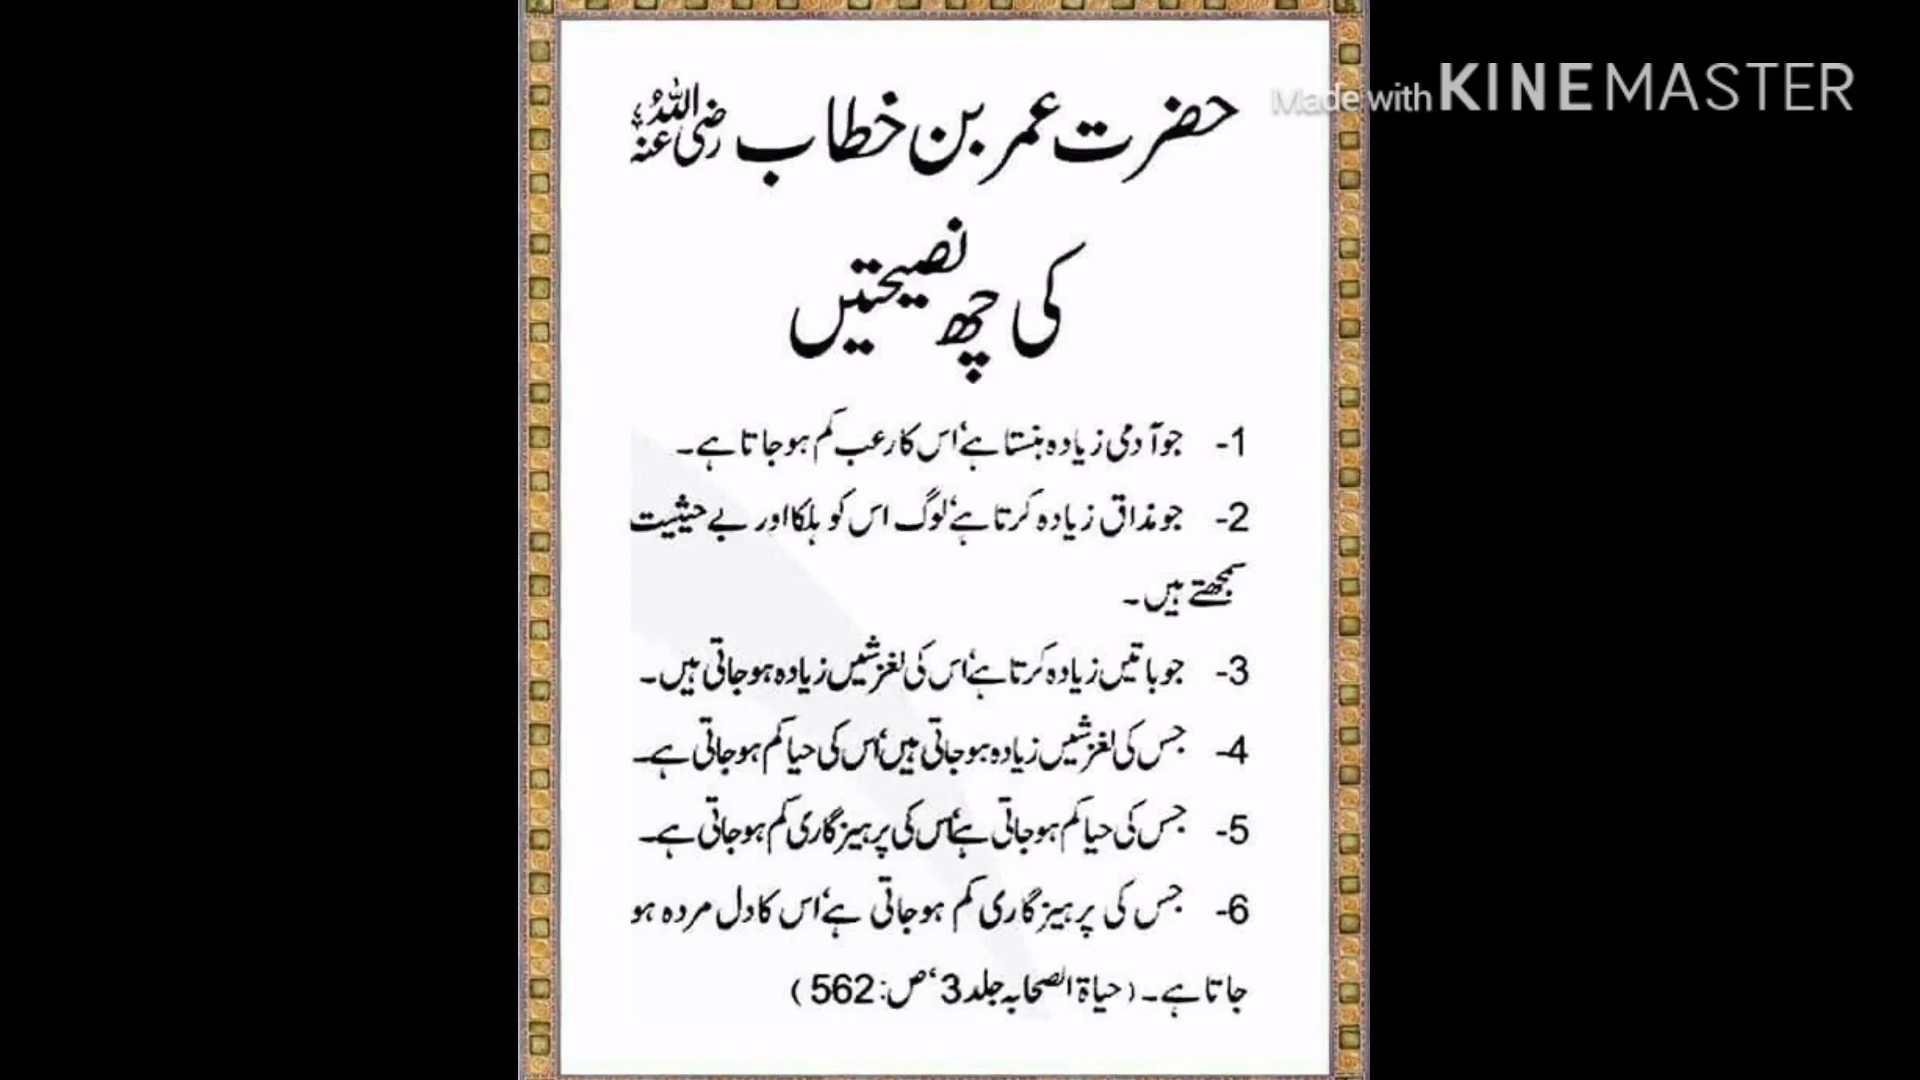 Made with KINEMASTER
حضرت عمر بن خطاب رضی اللہ عنہ
کی چھ نصیحتیں
1- جو آدمی زیادہ ہنستا ہے‘ اس کا رعب کم ہو جاتا ہے۔
2- جو مذاق زیادہ کرتا ہے‘ لوگ اس کو ہلکا اور بے حیثیت
سمجھتے ہیں۔
3- جو باتیں زیادہ کرتا ہے‘ اس کی لغزشیں زیادہ ہو جاتی ہیں۔
4- جس کی لغزشیں زیادہ ہو جاتی ہیں‘ اس کی حیا کم ہو جاتی ہے۔
5- جس کی حیا کم ہو جاتی ہے‘ اس کی پرہیزگاری کم ہو جاتی ہے۔
6- جس کی پرہیزگاری کم ہو جاتی ہے‘ اس کا دل مردہ ہو
جاتا ہے۔ (حیاۃ الصحابہ جلد 3‘ ص: 562)